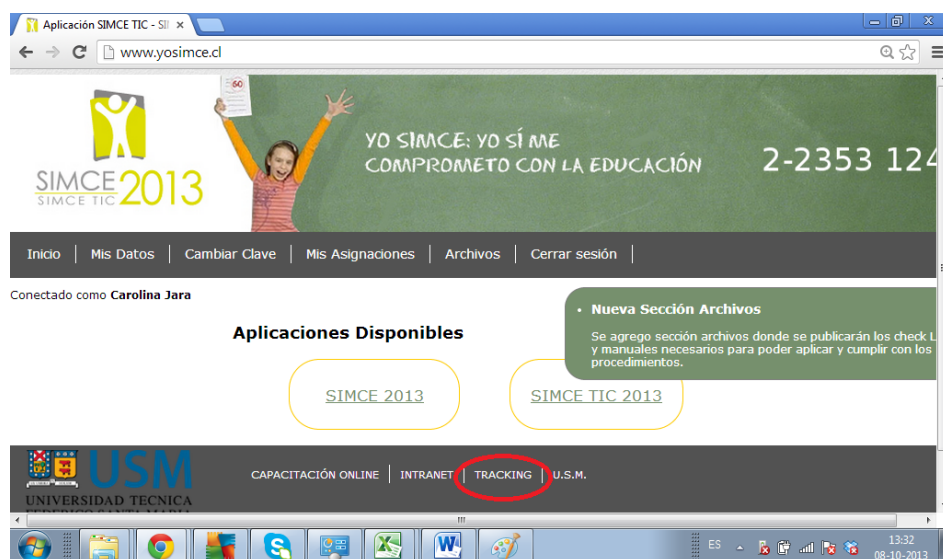 Aplicación SIMCE TIC - SI
www.yosimce.cl
60
SIMCE 2013
SIMCE TIC
YO SIMCE: YO SÍ ME
COMPROMETO CON LA EDUCACIÓN
2-2353 124
Inicio | Mis Datos | Cambiar Clave | Mis Asignaciones | Archivos | Cerrar sesión |
Conectado como Carolina Jara
• Nueva Sección Archivos
Se agrego sección archivos donde se publicarán los check L
y manuales necesarios para poder aplicar y cumplir con los
procedimientos.
Aplicaciones Disponibles
SIMCE 2013
SIMCE TIC 2013
USM
UNIVERSIDAD TECNICA
FEDERICO SANTA MARIA
CAPACITACIÓN ONLINE | INTRANET | TRACKING | U.S.M.
ES
13:32
08-10-2013